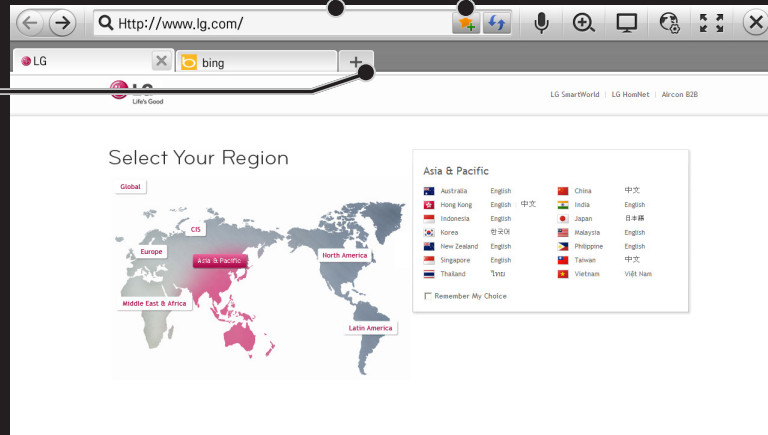 Http://www.lg.com/
LG
bing
LG
Life's Good
LG SmartWorld | LG HomNet | Aircon B2B
Select Your Region
Global
CIS
Europe
Asia & Pacific
North America
Middle East & Africa
Latin America
Asia & Pacific
Australia English
China 中文
Hong Kong English | 中文
India English
Indonesia English
Japan 日本語
Korea 한국어
Malaysia English
New Zealand English
Philippine English
Singapore English
Taiwan 中文
Thailand ไทย
Vietnam Việt Nam
Remember My Choice